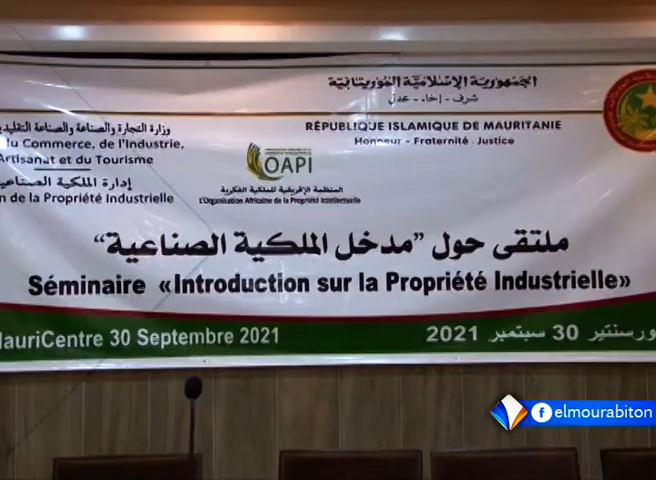 الجمهورية الإسلامية الموريتانية
شرف - إخاء - عدل
RÉPUBLIQUE ISLAMIQUE DE MAURITANIE
Honneur - Fraternité - Justice
وزارة التجارة والصناعة والصناعة
du Commerce, de l'Industrie,
Artisanat et du Tourisme
إدارة الملكية
de la Propriété Industrielle
OAPI
المنظمة الإفريقية للملكية الفكرية
L'Organisation Africaine de la Propriété Intellectuelle
ملتقى حول "مدخل الملكية الصناعية"
Séminaire «Introduction sur la Propriété Industrielle»
MauriCentre 30 Septembre 2021
30 سبتمبر 2021
elmourabiton